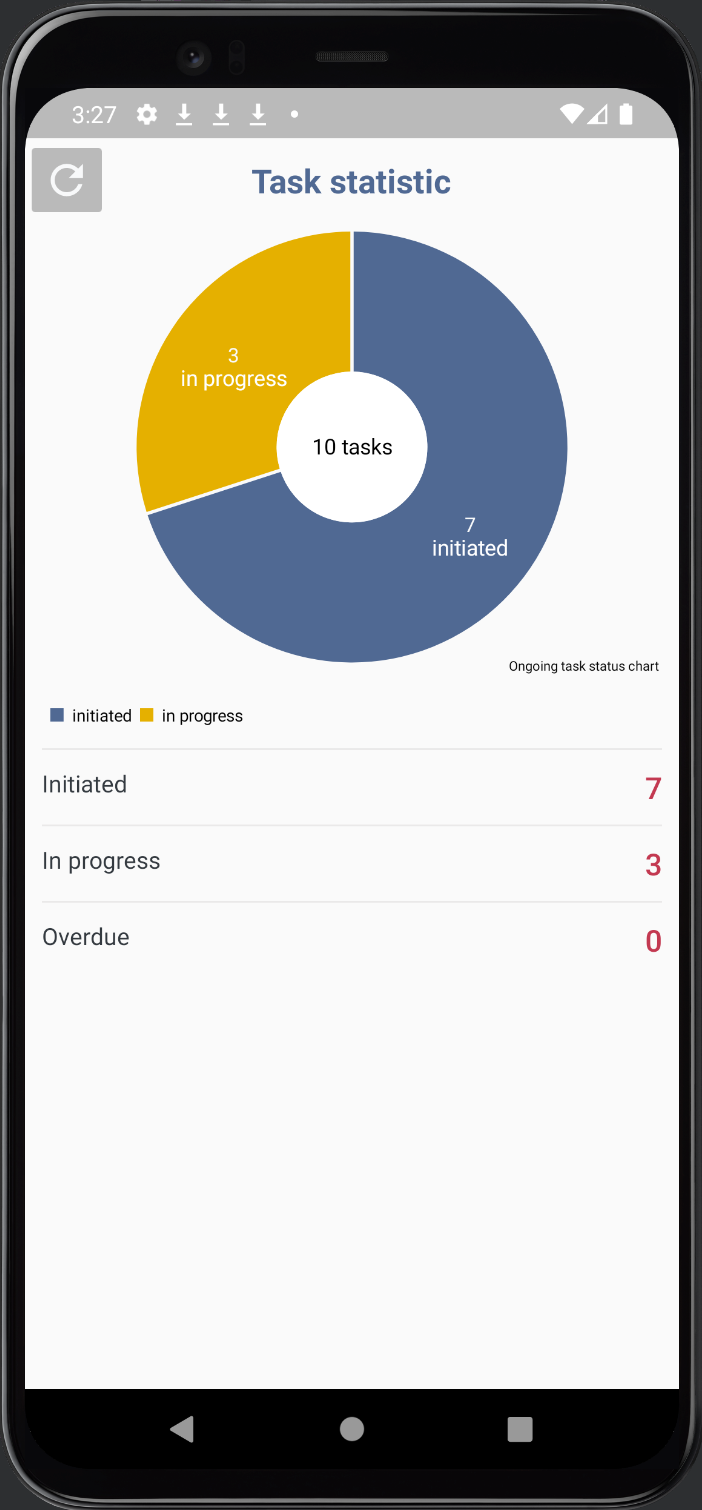 3:27
Task statistic
3
in progress
10 tasks
7
initiated
Ongoing task status chart
initiated in progress
Initiated 7
In progress 3
Overdue 0